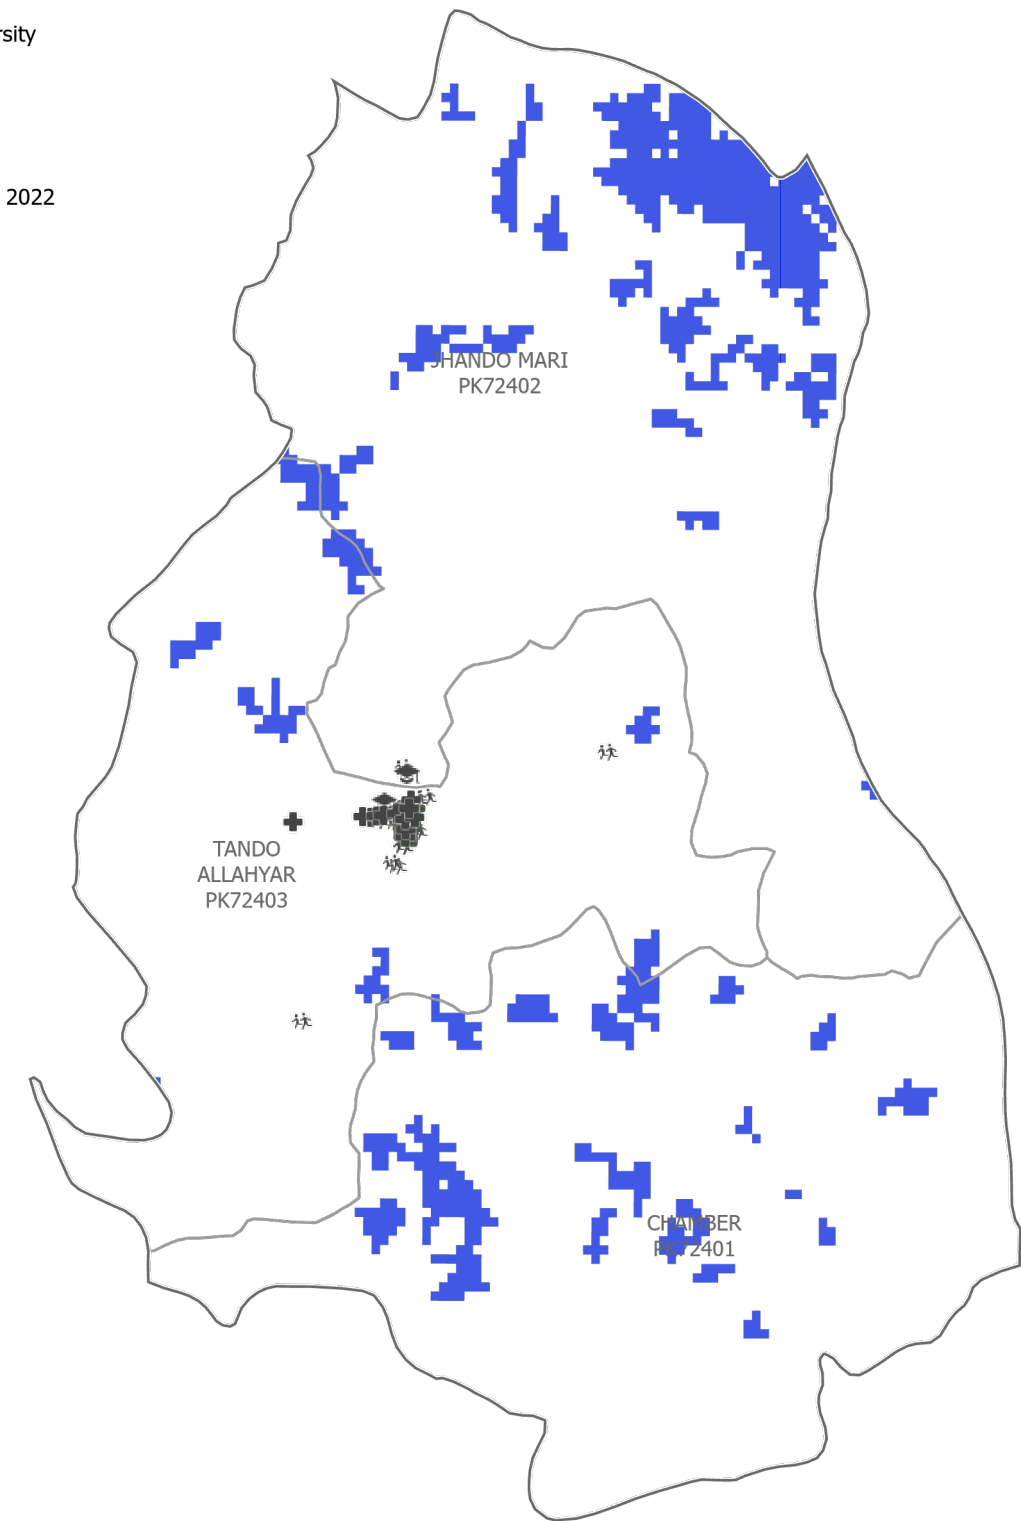 rsity
2022
JHANDO MARI
PK72402
TANDO
ALLAHYAR
PK72403
CHAMBER
PK72401